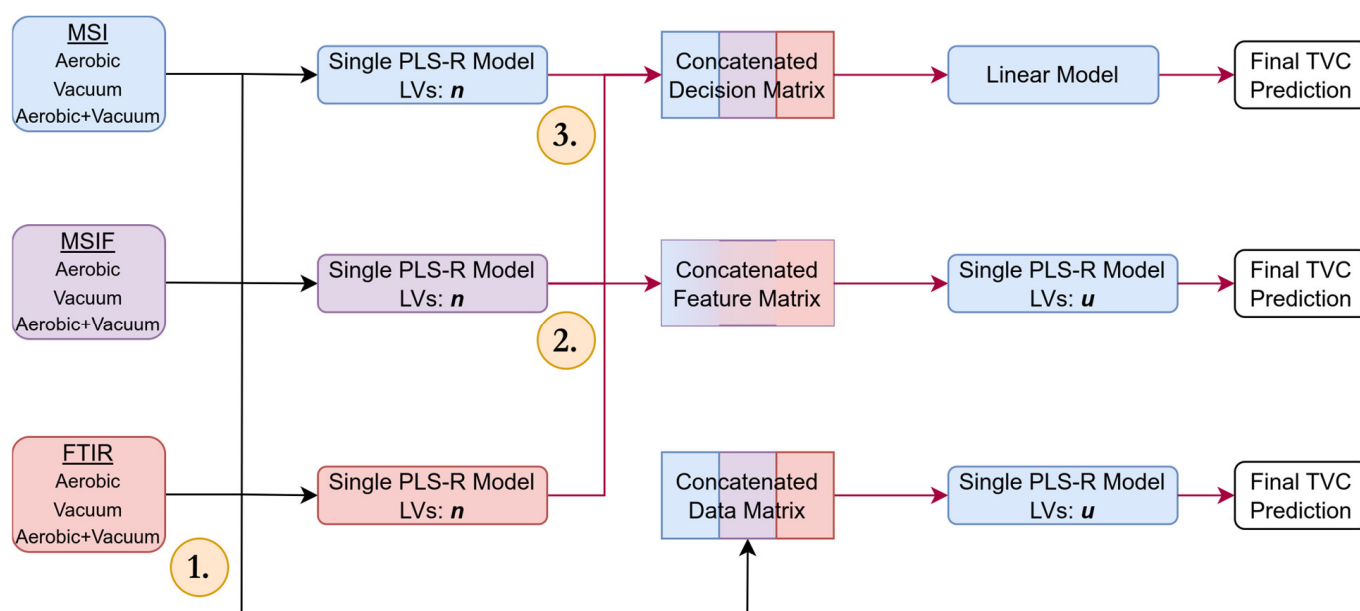 MSI
Aerobic
Vacuum
Aerobic+Vacuum
Single PLS-R Model
LVs: n
3.
Concatenated
Decision Matrix
Linear Model
Final TVC
Prediction
MSIF
Aerobic
Vacuum
Aerobic+Vacuum
Single PLS-R Model
LVs: n
2.
Concatenated
Feature Matrix
Single PLS-R Model
LVs: u
Final TVC
Prediction
FTIR
Aerobic
Vacuum
Aerobic+Vacuum
1.
Single PLS-R Model
LVs: n
Concatenated
Data Matrix
Single PLS-R Model
LVs: u
Final TVC
Prediction